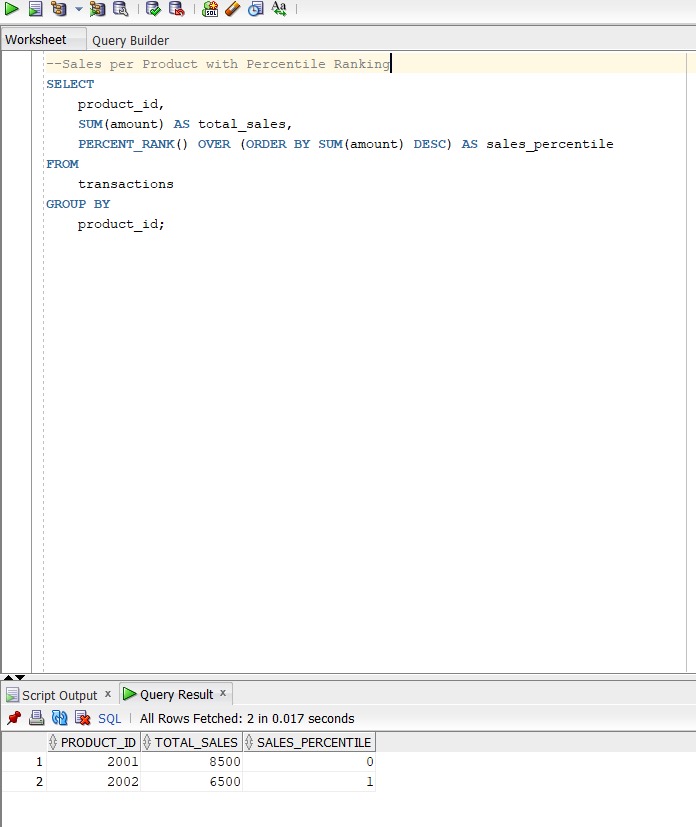 Worksheet Query Builder
--Sales per Product with Percentile Ranking
SELECT
product_id,
SUM(amount) AS total_sales,
PERCENT_RANK() OVER (ORDER BY SUM(amount) DESC) AS sales_percentile
FROM
transactions
GROUP BY
product_id;
Script Output x Query Result x
SQL | All Rows Fetched: 2 in 0.017 seconds
PRODUCT_ID TOTAL_SALES SALES_PERCENTILE
1 2001 8500 0
2 2002 6500 1